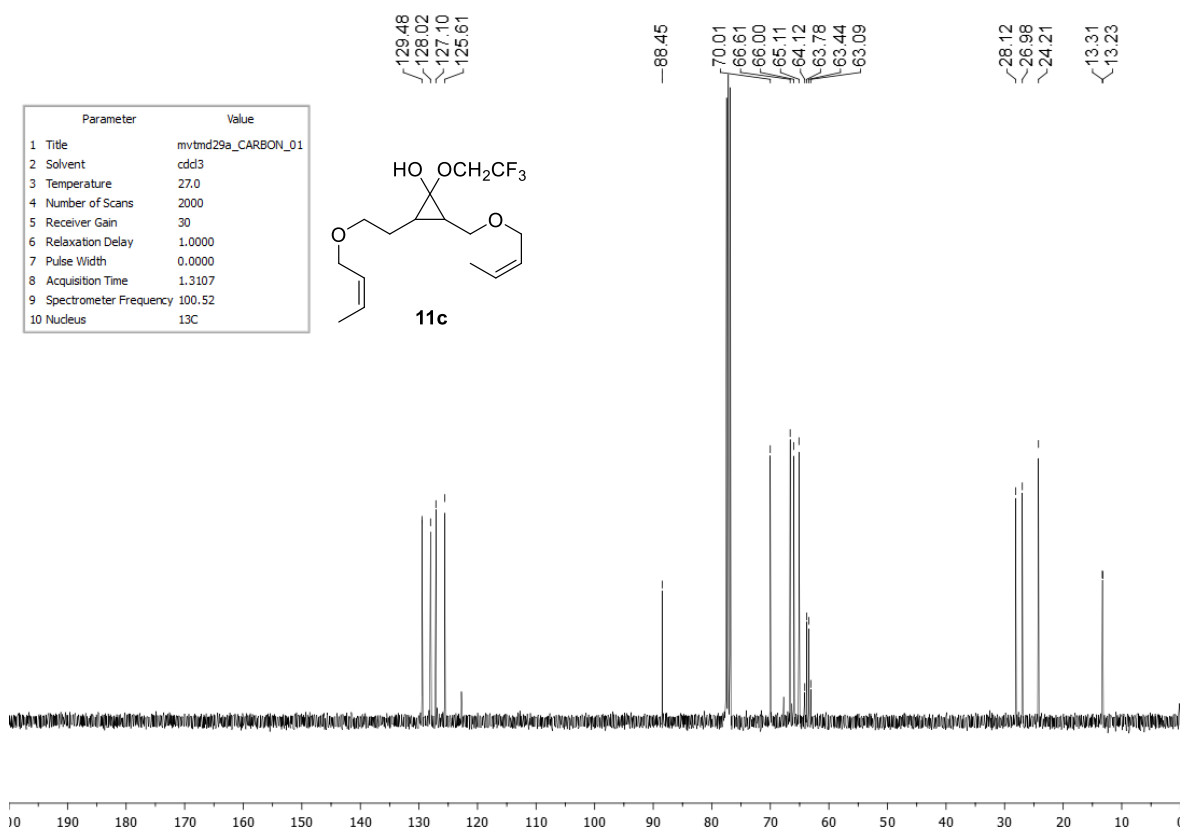 129.48
128.02
127.10
125.61
88.45
70.01
66.61
66.00
65.11
64.12
63.78
63.44
63.09
28.12
26.98
24.21
13.31
13.23
Parameter Value
1 Title mvtmd29a_CARBON_01
2 Solvent cdcl3
3 Temperature 27.0
4 Number of Scans 2000
5 Receiver Gain 30
6 Relaxation Delay 1.0000
7 Pulse Width 0.0000
8 Acquisition Time 1.3107
9 Spectrometer Frequency 100.52
10 Nucleus 13C
HO OCH2CF3
O
O
11c
00 190 180 170 160 150 140 130 120 110 100 90 80 70 60 50 40 30 20 10 0